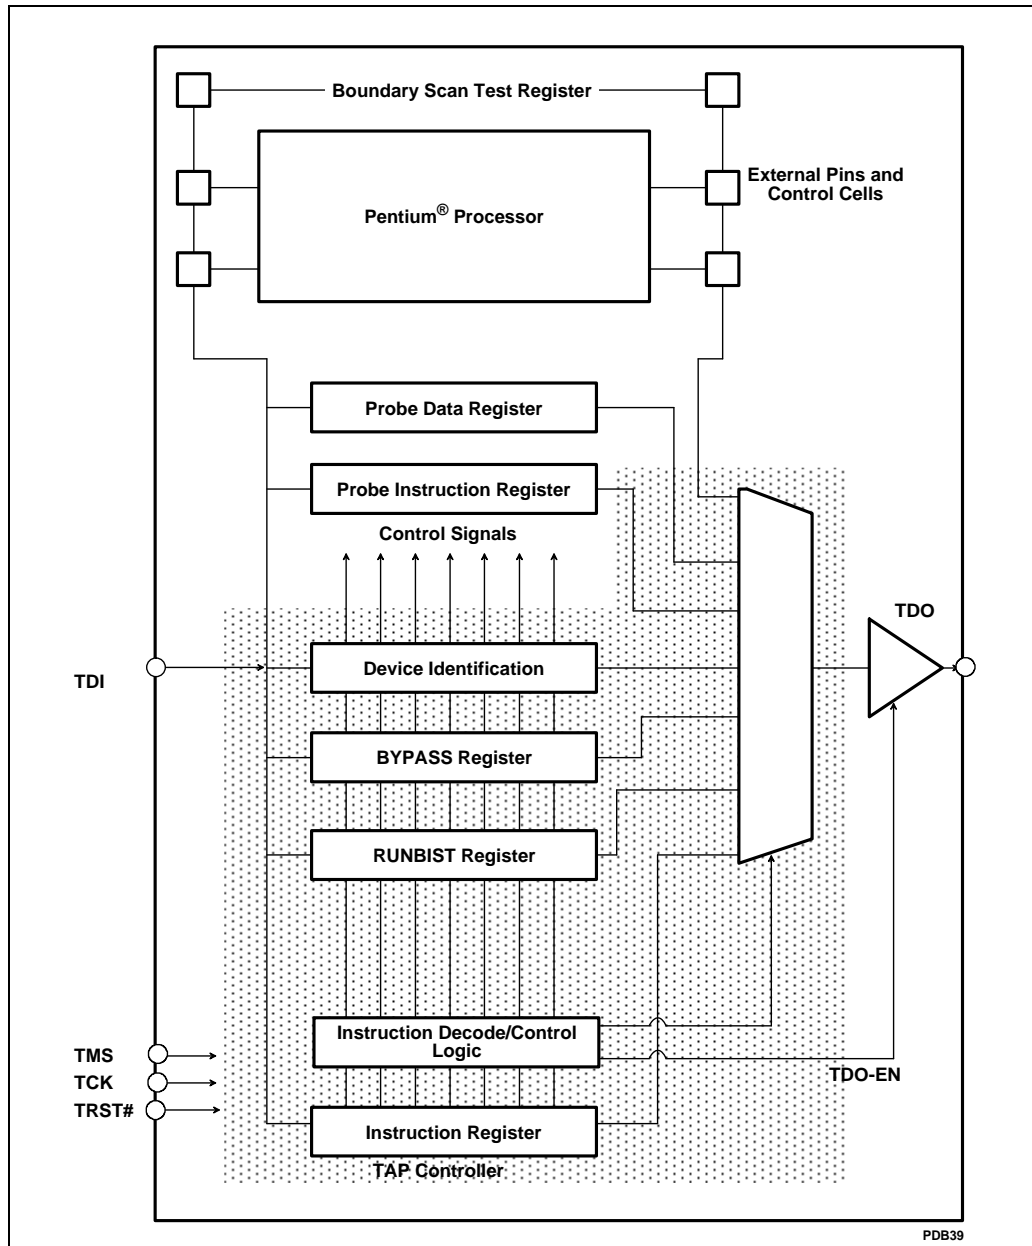 Boundary Scan Test Register
External Pins and
Control Cells
Pentium® Processor
Probe Data Register
Probe Instruction Register
Control Signals
TDO
Device Identification
TDI
BYPASS Register
RUNBIST Register
Instruction Decode/Control
Logic
TMS
TCK
TDO-EN
TRST#
Instruction Register
TAP Controller
PDB39